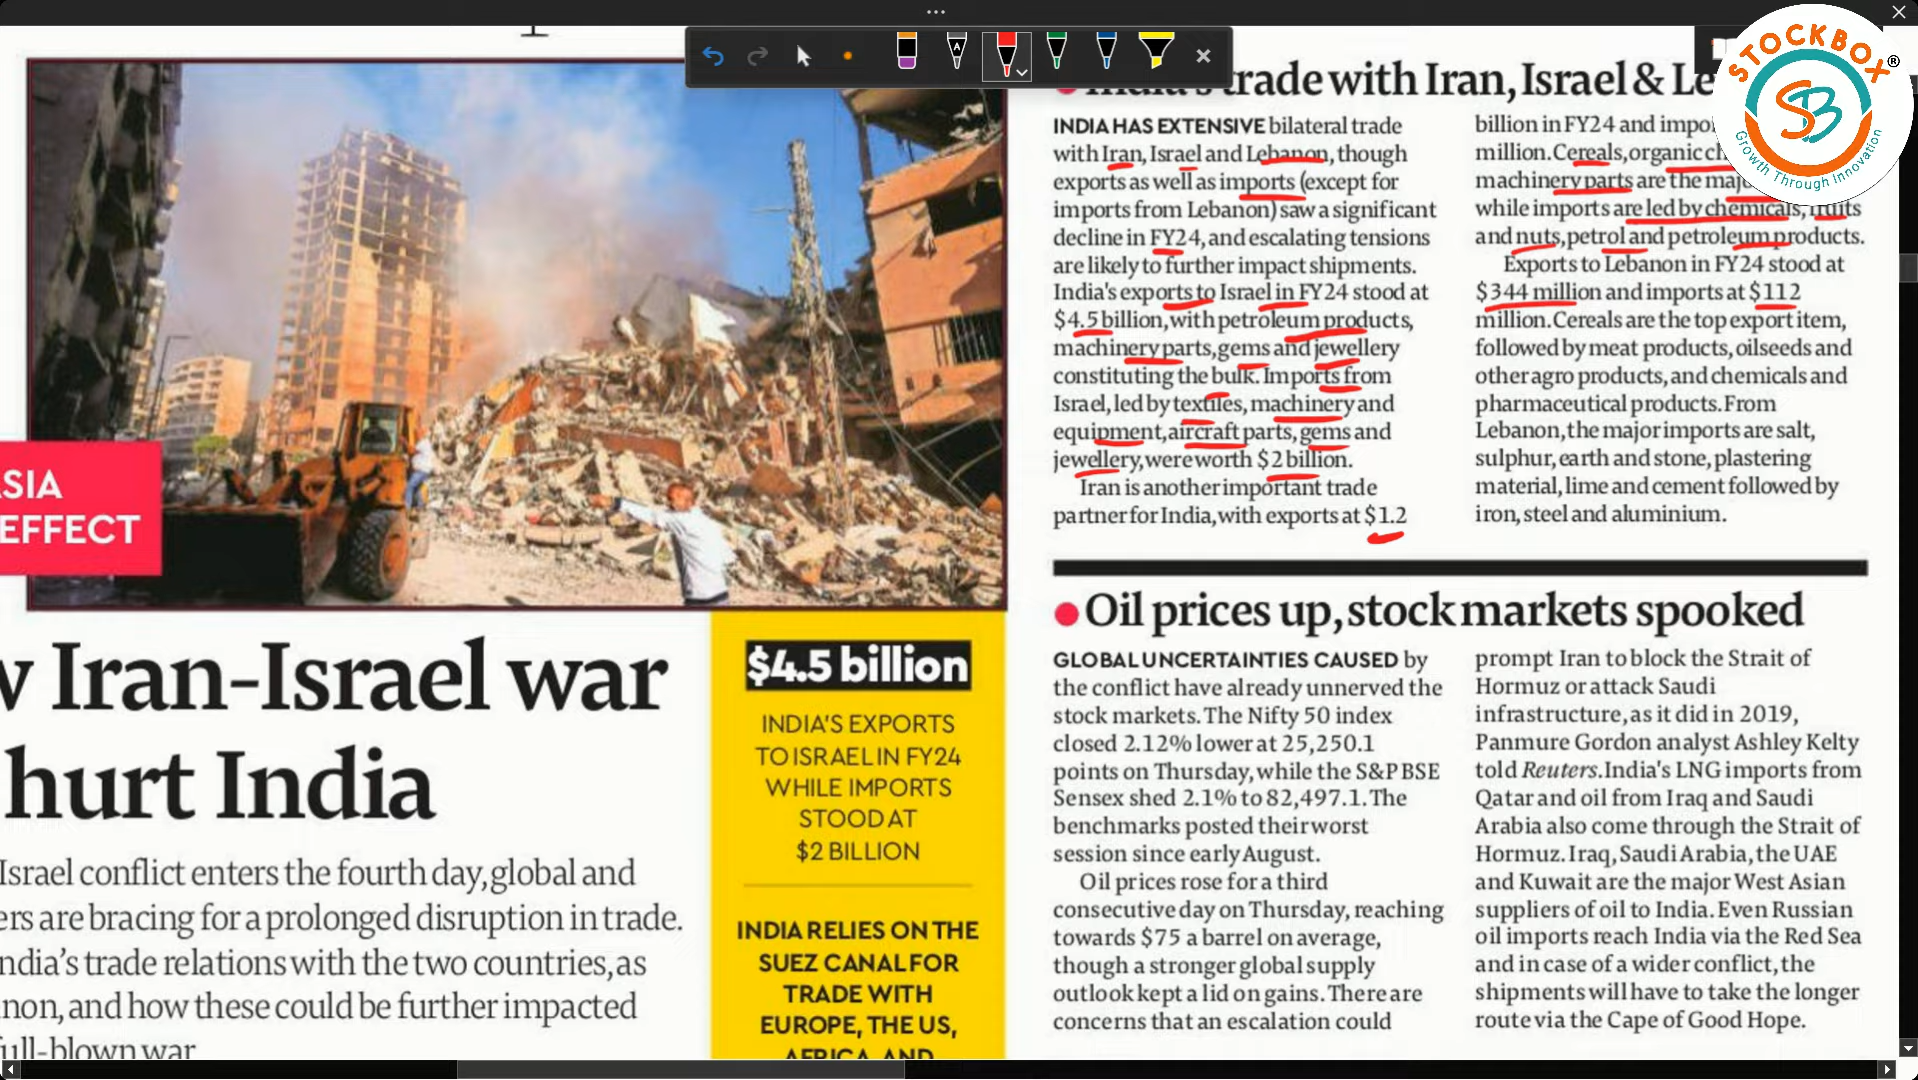 India's trade with Iran, Israel & Le
INDIA HAS EXTENSIVE bilateral trade
with Iran, Israel and Lebanon, though
exports as well as imports (except for
imports from Lebanon) saw a significant
decline in FY24, and escalating tensions
are likely to further impact shipments.
India's exports to Israel in FY24 stood at
$4.5 billion, with petroleum products,
machinery parts, gems and jewellery
constituting the bulk. Imports from
Israel, led by textiles, machinery and
equipment, aircraft parts, gems and
jewellery, were worth $2 billion.
Iran is another important trade
partner for India, with exports at $1.2
billion in FY24 and impor
million. Cereals, organic ch
machinery parts are the majo
while imports are led by chemicals, fruits
and nuts, petrol and petroleum products.
Exports to Lebanon in FY24 stood at
$344 million and imports at $112
million. Cereals are the top export item,
followed by meat products, oilseeds and
other agro products, and chemicals and
pharmaceutical products. From
Lebanon, the major imports are salt,
sulphur, earth and stone, plastering
material, lime and cement followed by
iron, steel and aluminium.
STOCKBOX®
SB
Growth Through Innovation
ASIA
EFFECT
w Iran-Israel war
hurt India
Israel conflict enters the fourth day, global and
ers are bracing for a prolonged disruption in trade.
ndia's trade relations with the two countries, as
non, and how these could be further impacted
full-blown war
$4.5 billion
INDIA'S EXPORTS
TO ISRAEL IN FY24
WHILE IMPORTS
STOOD AT
$2 BILLION
INDIA RELIES ON THE
SUEZ CANAL FOR
TRADE WITH
EUROPE, THE US,
AFRICA, AND
Oil prices up, stock markets spooked
GLOBAL UNCERTAINTIES CAUSED by
the conflict have already unnerved the
stock markets. The Nifty 50 index
closed 2.12% lower at 25,250.1
points on Thursday, while the S&P BSE
Sensex shed 2.1% to 82,497.1. The
benchmarks posted their worst
session since early August.
Oil prices rose for a third
consecutive day on Thursday, reaching
towards $75 a barrel on average,
though a stronger global supply
outlook kept a lid on gains. There are
concerns that an escalation could
prompt Iran to block the Strait of
Hormuz or attack Saudi
infrastructure, as it did in 2019,
Panmure Gordon analyst Ashley Kelty
told Reuters. India's LNG imports from
Qatar and oil from Iraq and Saudi
Arabia also come through the Strait of
Hormuz. Iraq, Saudi Arabia, the UAE
and Kuwait are the major West Asian
suppliers of oil to India. Even Russian
oil imports reach India via the Red Sea
and in case of a wider conflict, the
shipments will have to take the longer
route via the Cape of Good Hope.